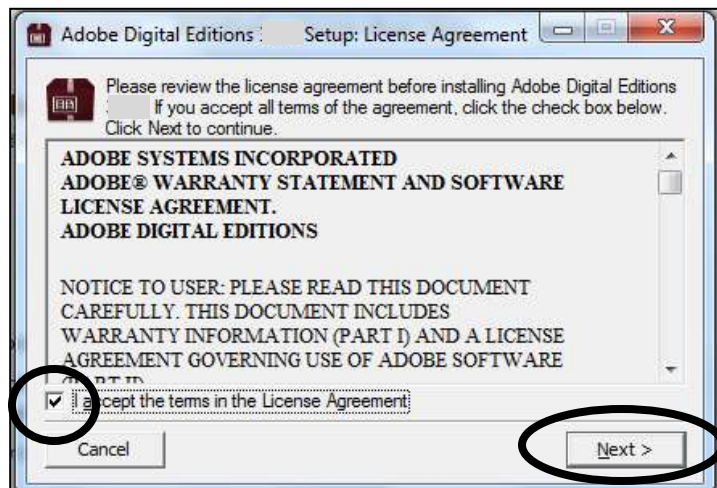 Adobe Digital Editions Setup: License Agreement
Please review the license agreement before installing Adobe Digital Editions
If you accept all terms of the agreement, click the check box below.
Click Next to continue.
ADOBE SYSTEMS INCORPORATED
ADOBE® WARRANTY STATEMENT AND SOFTWARE
LICENSE AGREEMENT.
ADOBE DIGITAL EDITIONS
NOTICE TO USER: PLEASE READ THIS DOCUMENT
CAREFULLY. THIS DOCUMENT INCLUDES
WARRANTY INFORMATION (PART I) AND A LICENSE
AGREEMENT GOVERNING USE OF ADOBE SOFTWARE
(PART II)
I accept the terms in the License Agreement
Cancel
Next >